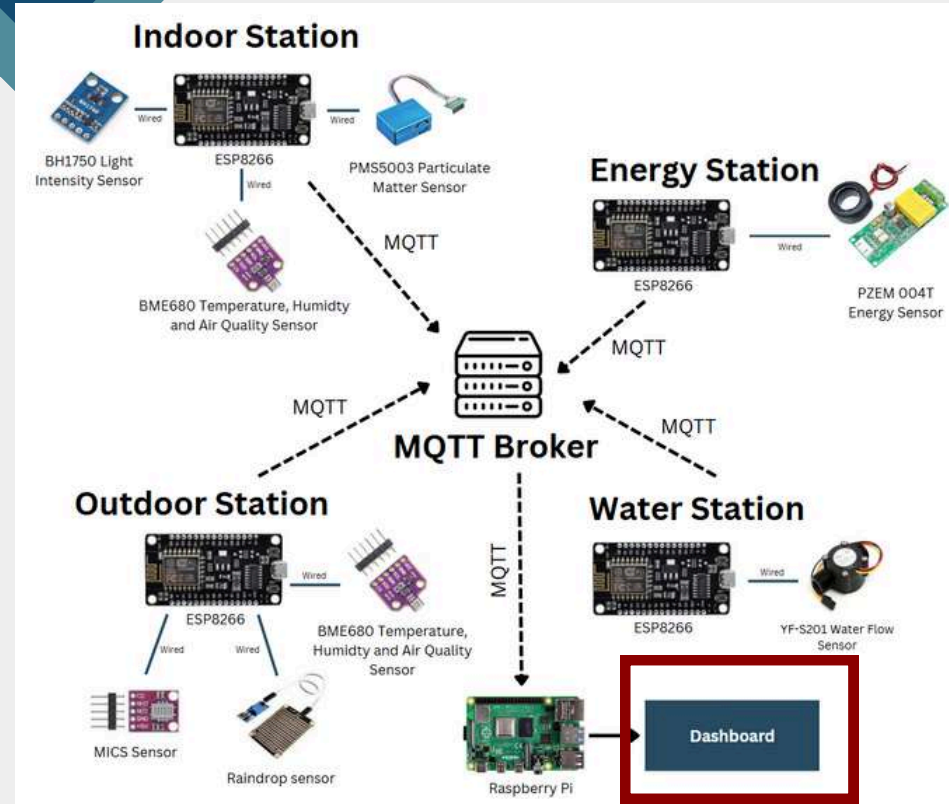 Indoor Station
Wired
Wired
ESP8266
BH1750 Light
Intensity Sensor
PMS5003 Particulate
Matter Sensor
Wired
BME680 Temperature, Humidty
and Air Quality Sensor
MQTT
Energy Station
Wired
ESP8266
PZEM 004T
Energy Sensor
MQTT
MQTT
MQTT
MQTT Broker
MQTT
Outdoor Station
Wired
ESP8266
Wired
Wired
BME680 Temperature,
Humidty and Air Quality
Sensor
MICS Sensor
Raindrop sensor
Water Station
Wired
ESP8266
YF-S201 Water Flow
Sensor
Raspberry Pi
Dashboard